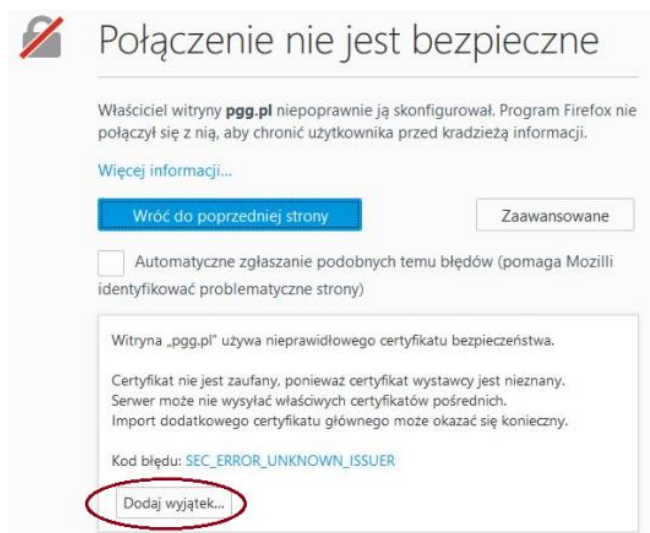 Połączenie nie jest bezpieczne
Właściciel witryny pgg.pl niepoprawnie ją skonfigurował. Program Firefox nie
połączył się z nią, aby chronić użytkownika przed kradzieżą informacji.
Więcej informacji...
Wróć do poprzedniej strony Zaawansowane
Automatyczne zgłaszanie podobnych temu błędów (pomaga Mozilli
identyfikować problematyczne strony)
Witryna „pgg.pl” używa nieprawidłowego certyfikatu bezpieczeństwa.
Certyfikat nie jest zaufany, ponieważ certyfikat wystawcy jest nieznany.
Serwer może nie wysyłać właściwych certyfikatów pośrednich.
Import dodatkowego certyfikatu głównego może okazać się konieczny.
Kod błędu: SEC_ERROR_UNKNOWN_ISSUER
Dodaj wyjątek...